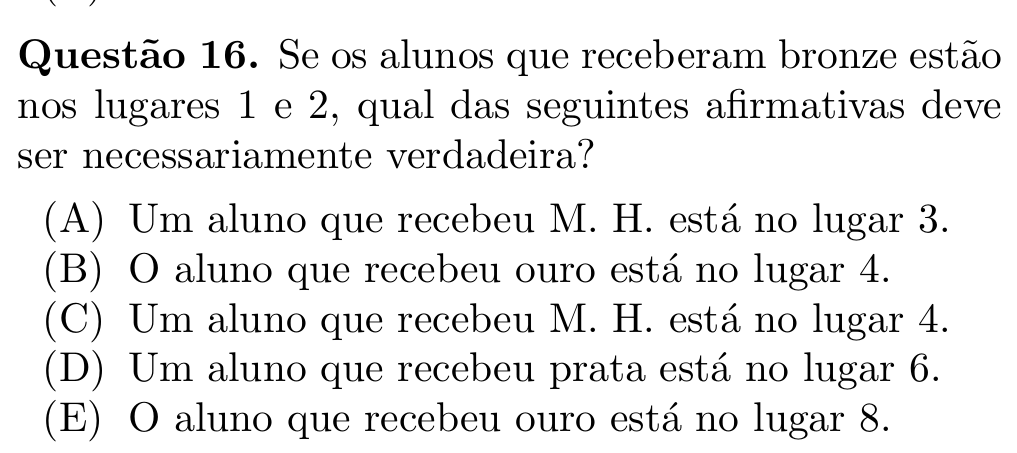 Questão 16. Se os alunos que receberam bronze estão
nos lugares 1 e 2, qual das seguintes afirmativas deve
ser necessariamente verdadeira?
(A) Um aluno que recebeu M. H. está no lugar 3.
(B) O aluno que recebeu ouro está no lugar 4.
(C) Um aluno que recebeu M. H. está no lugar 4.
(D) Um aluno que recebeu prata está no lugar 6.
(E) O aluno que recebeu ouro está no lugar 8.